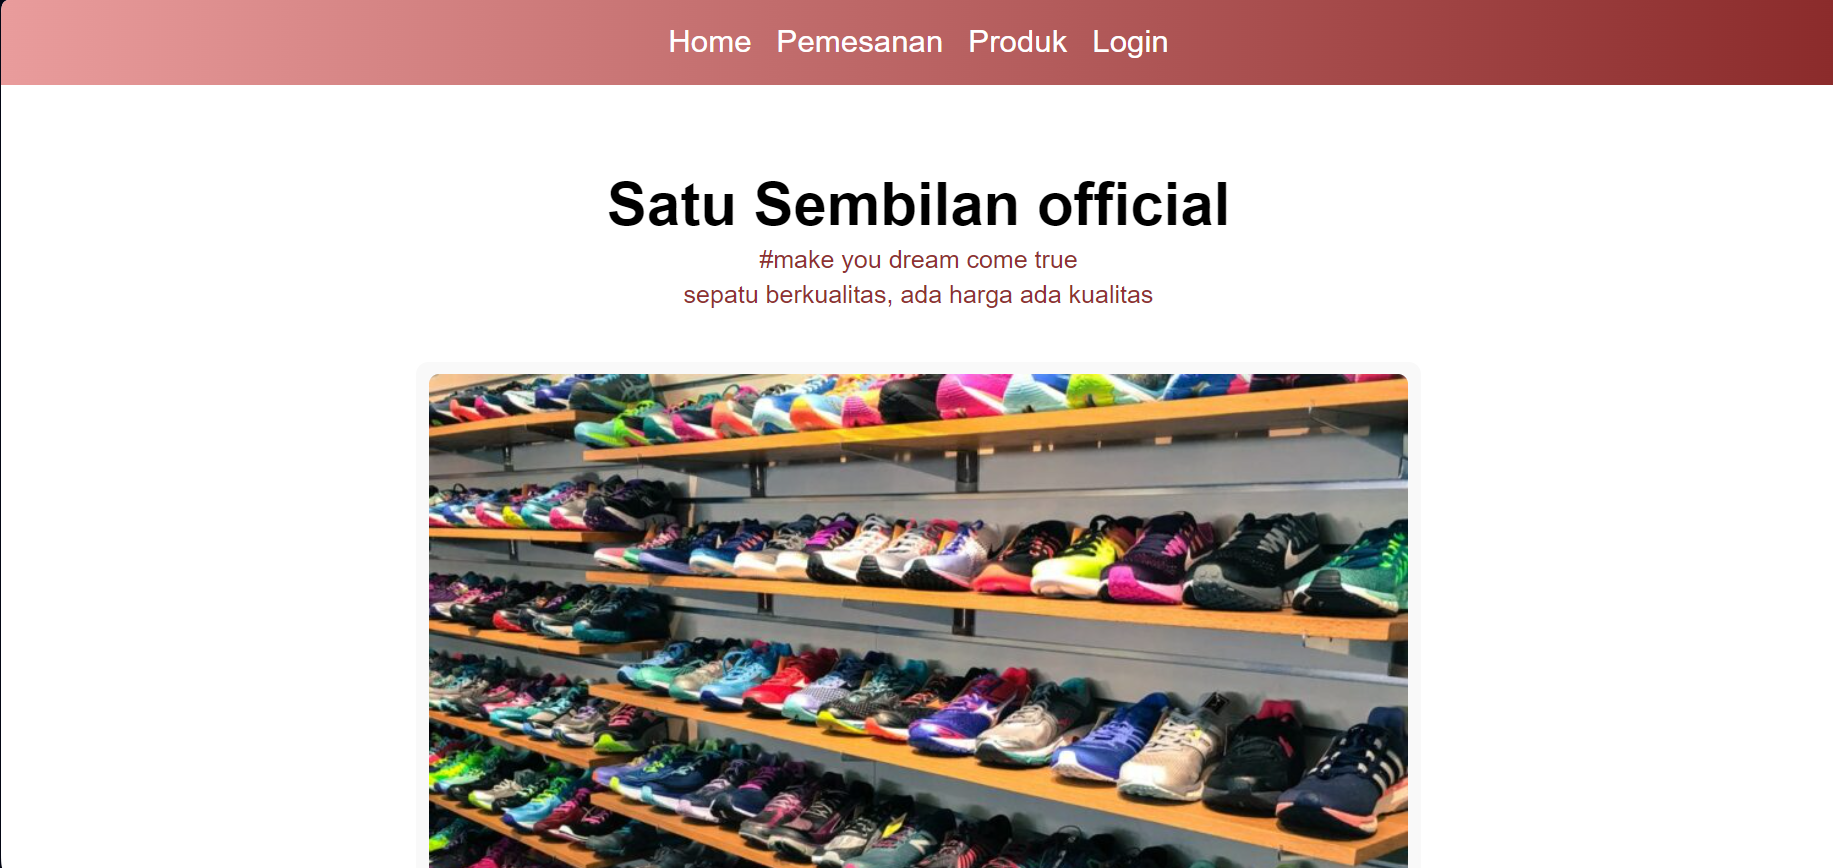 Home Pemesanan Produk Login
Satu Sembilan official
#make you dream come true
sepatu berkualitas, ada harga ada kualitas